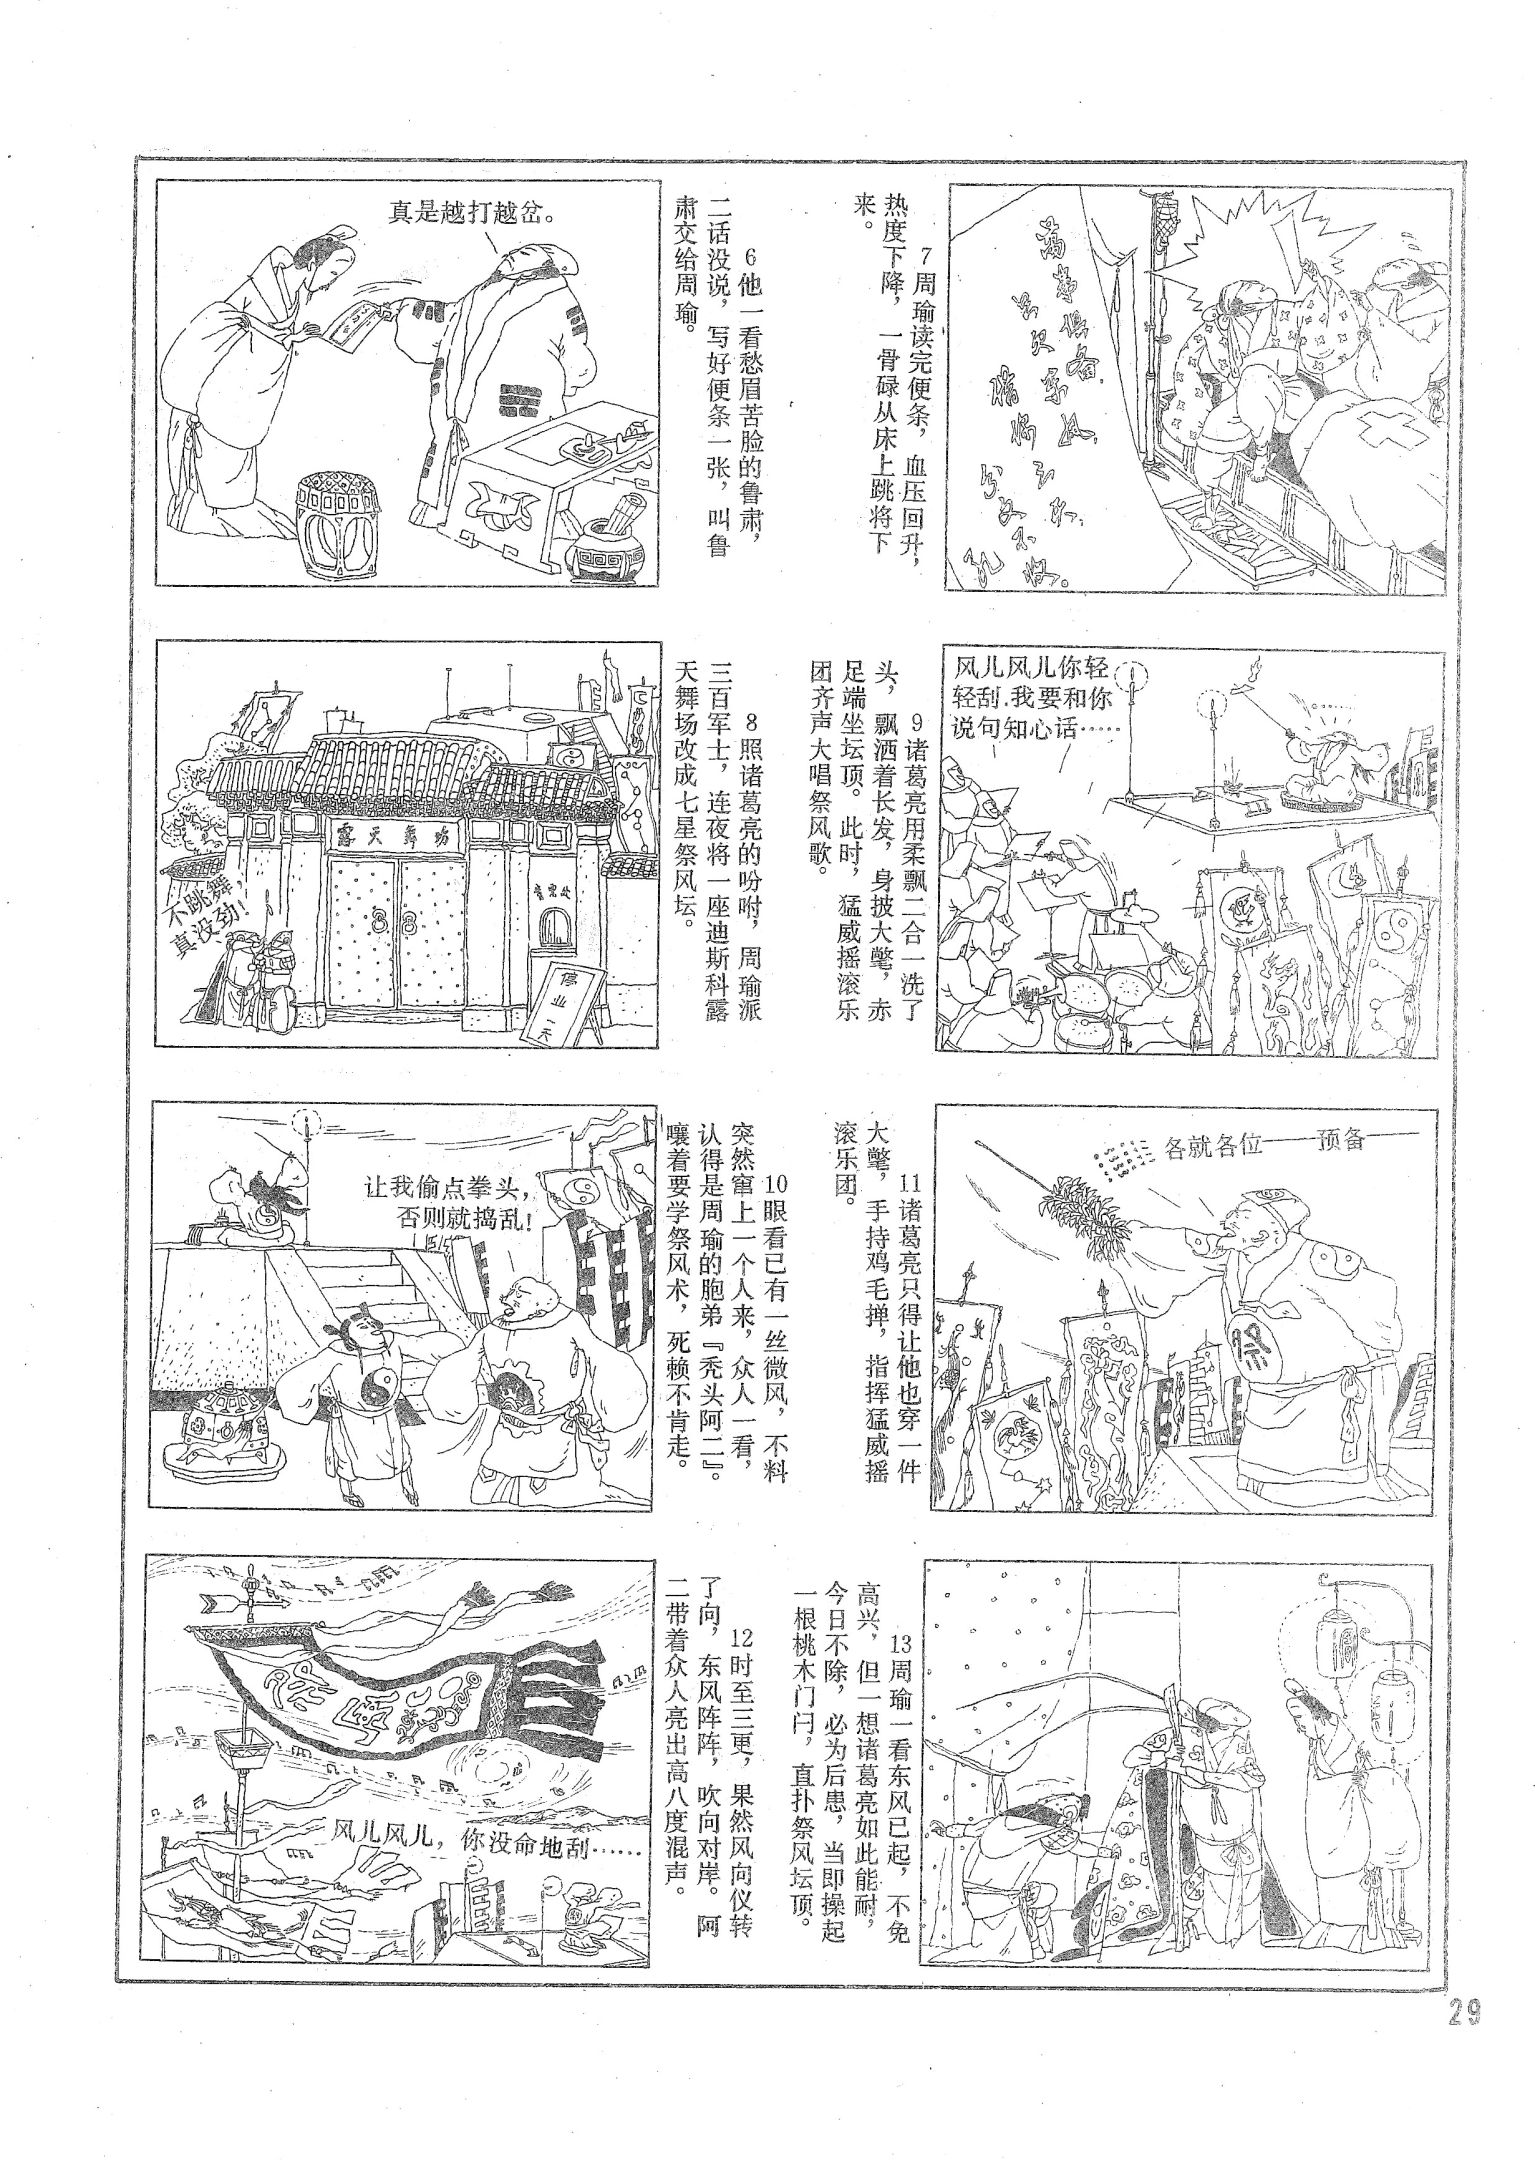 真是越打越岔。
6他一看愁眉苦脸的鲁肃，
二话没说，写好便条一张，叫鲁
肃交给周瑜。
7周瑜读完便条，血压回升，
热度下降，一骨碌从床上跳将下
来。
万事俱备
露天舞场
售票处
停业一天
不跳舞，
真没劲！
8照诸葛亮的吩咐，周瑜派
三百军士，连夜将一座迪斯科露
天舞场改成七星祭风坛。
风儿风儿你轻
轻刮.我要和你
说句知心话……
9诸葛亮用柔飘二合一洗了
头，飘洒着长发，身披大氅，赤
足端坐坛顶。此时，猛威摇滚乐
团齐声大唱祭风歌。
让我偷点拳头，
否则就捣乱！
10眼看已有一丝微风，不料
突然窜上一个人来，众人一看，
认得是周瑜的胞弟『秃头阿二』。
嚷着要学祭风术，死赖不肯走。
各就各位——预备——
祭
11诸葛亮只得让他也穿一件
大氅，手持鸡毛掸，指挥猛威摇
滚乐团。
风儿风儿，你没命地刮……
12时至三更，果然风向仪转
了向，东风阵阵，吹向对岸。阿
二带着众人亮出高八度混声。
周
13周瑜一看东风已起，不免
高兴，但一想诸葛亮如此能耐，
今日不除，必为后患，当即操起
一根桃木门闩，直扑祭风坛顶。
29